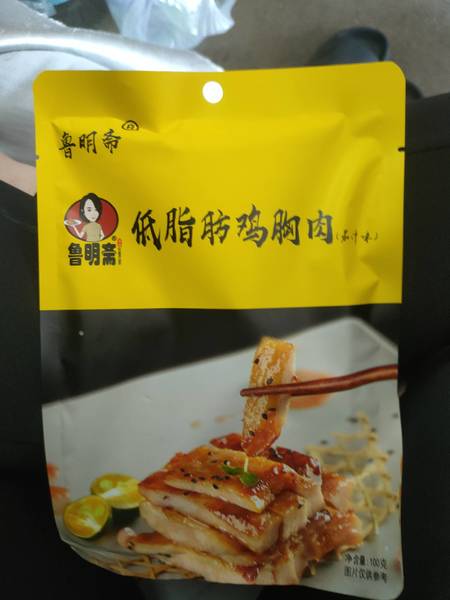 鲁明斋
低脂肪鸡胸肉
鲁明斋
净含量:100克
图片仅供参考